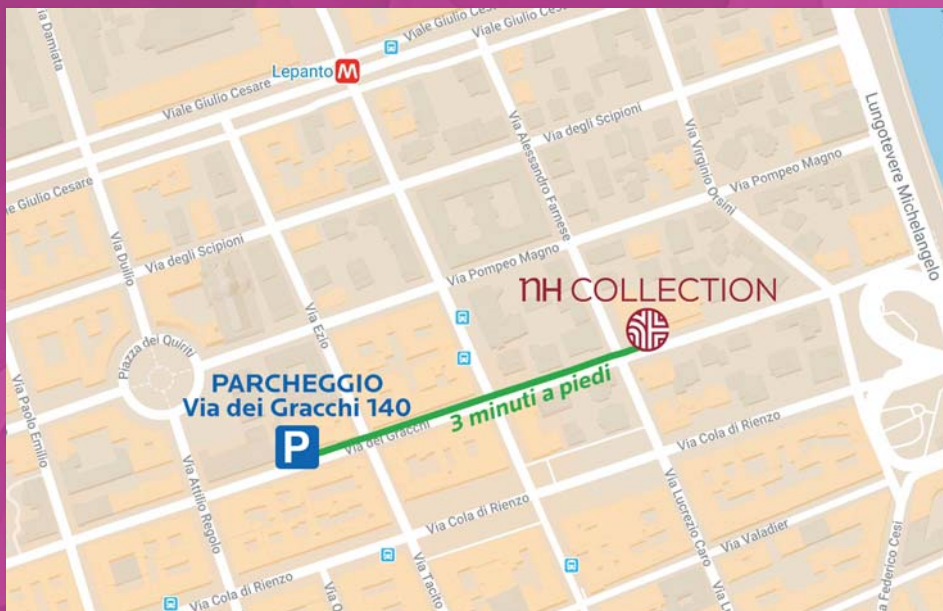 Via Damiata
Viale Giulio Cesare
Viale Giulio Cesare
Lepanto M
Viale Giulio Cesare
le Giulio Cesare
Lungotevere Michelangelo
Via degli Scipioni
Via Alessandro Farnese
Via Virginio Orsini
Via Pompeo Magno
Via Duilio
Via degli Scipioni
Via Pompeo Magno
NH COLLECTION
Via Ezio
Piazza dei Quiriti
PARCHEGGIO
Via dei Gracchi 140
P
3 minuti a piedi
Via dei Gracchi
Via Paolo Emilio
Via Attilio Regolo
Via Cola di Rienzo
Via Cola di Rienzo
Via Lucrezio Caro
Via Valadier
Via Tacito
Federico Cesi
Via Cola di Rienzo
Via O
Via L